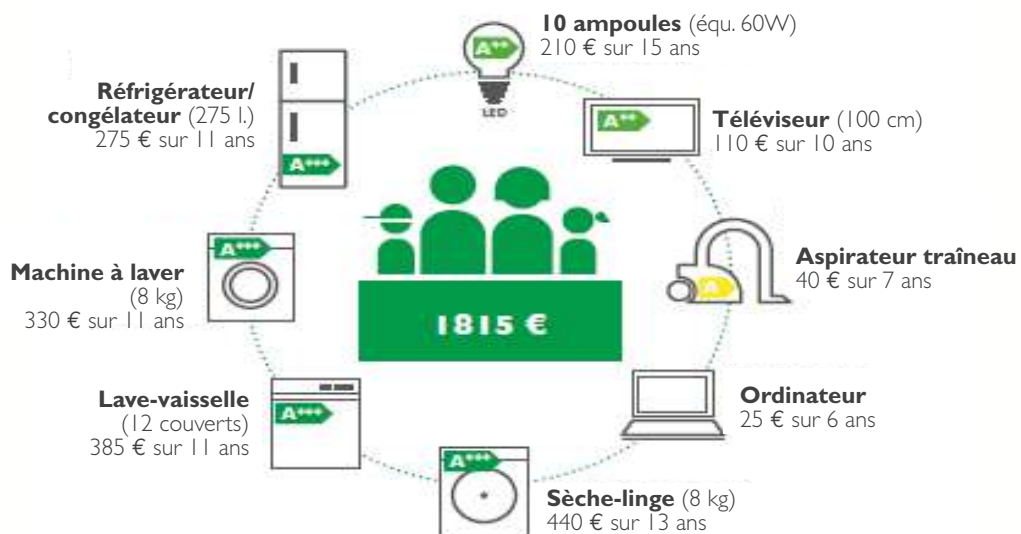 10 ampoules (équ. 60W)
210 € sur 15 ans
A++
LED
Réfrigérateur/
congélateur (275 l.)
275 € sur 11 ans
A+++
Téléviseur (100 cm)
110 € sur 10 ans
A++
Machine à laver
(8 kg)
330 € sur 11 ans
A+++
Aspirateur traîneau
40 € sur 7 ans
A
1815 €
Lave-vaisselle
(12 couverts)
385 € sur 11 ans
A+++
Ordinateur
25 € sur 6 ans
Sèche-linge (8 kg)
440 € sur 13 ans
A+++